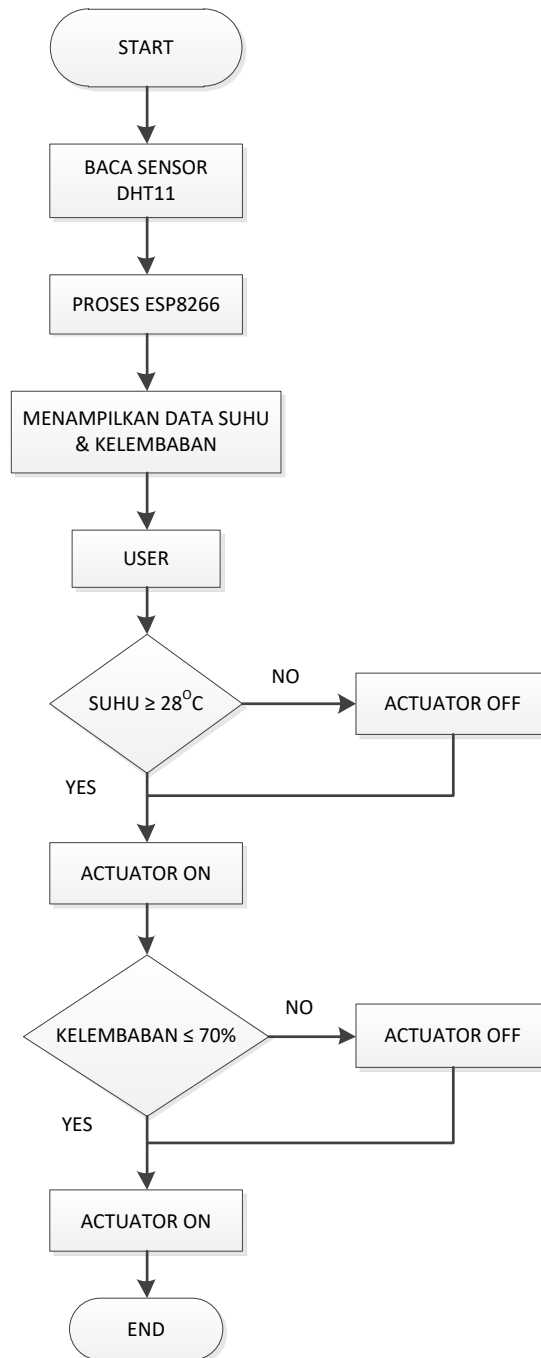 START
BACA SENSOR
DHT11
PROSES ESP8266
MENAMPILKAN DATA SUHU
& KELEMBABAN
USER
SUHU ≥ 28°C
NO
ACTUATOR OFF
YES
ACTUATOR ON
KELEMBABAN ≤ 70%
NO
ACTUATOR OFF
YES
ACTUATOR ON
END